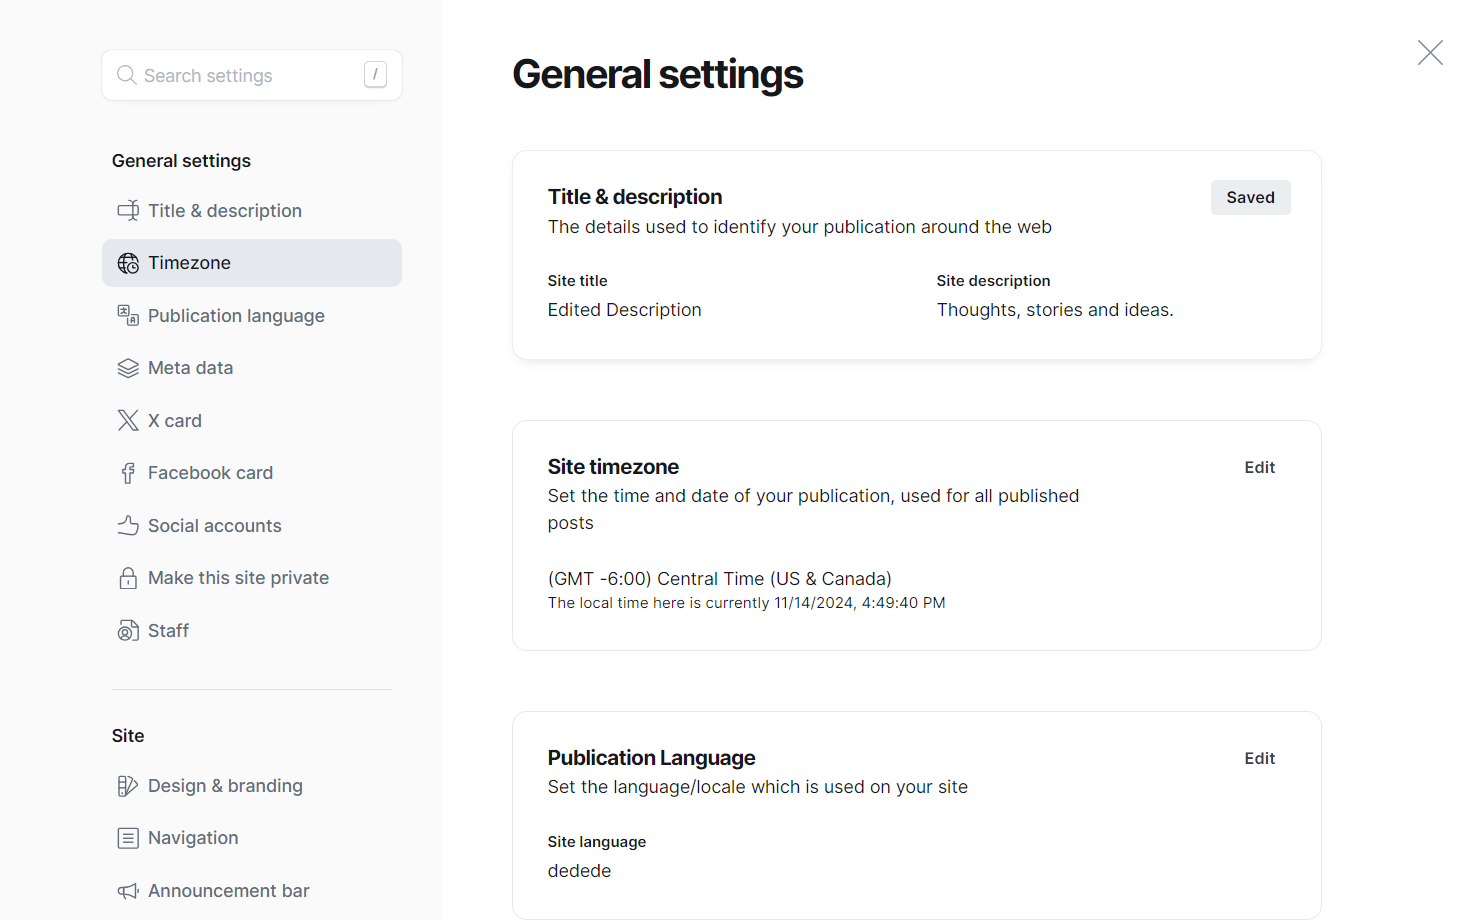 Search settings /
General settings
Title & description
Timezone
Publication language
Meta data
X card
Facebook card
Social accounts
Make this site private
Staff
Site
Design & branding
Navigation
Announcement bar
General settings
Title & description
Saved
The details used to identify your publication around the web
Site title
Edited Description
Site description
Thoughts, stories and ideas.
Site timezone
Edit
Set the time and date of your publication, used for all published
posts
(GMT -6:00) Central Time (US & Canada)
The local time here is currently 11/14/2024, 4:49:40 PM
Publication Language
Edit
Set the language/locale which is used on your site
Site language
dedede